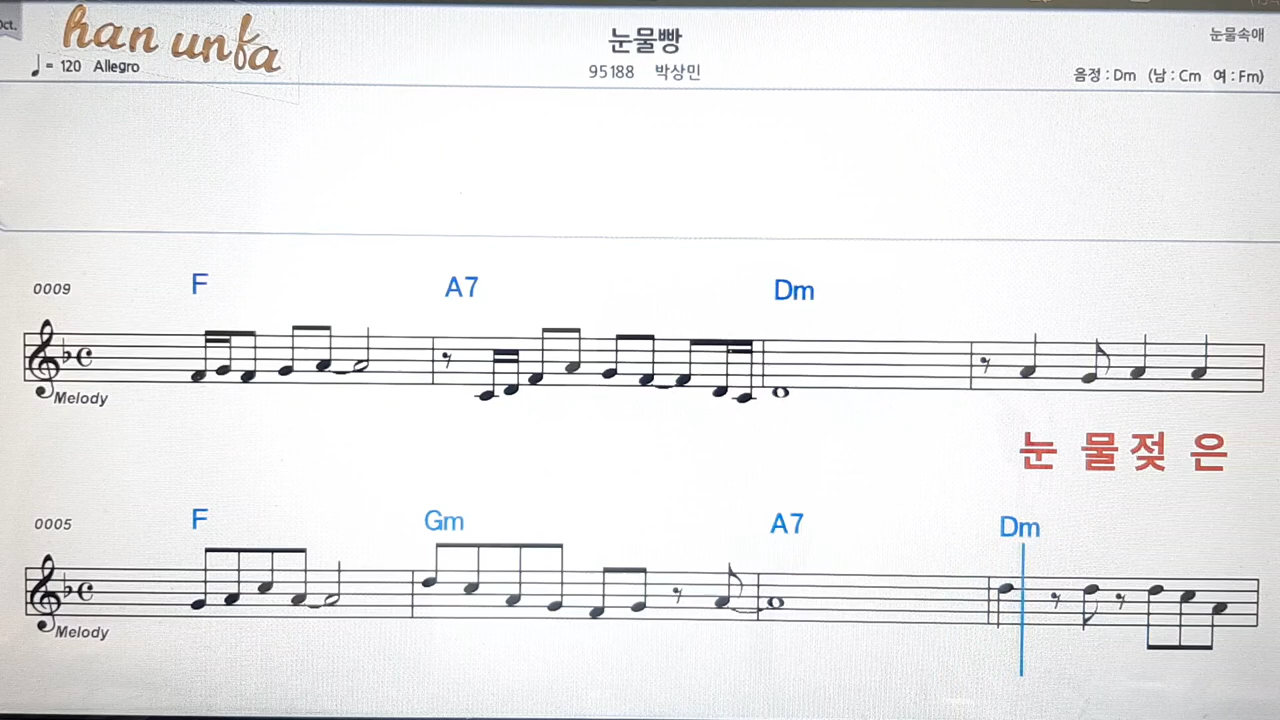 Oct.
han unfa
눈물빵
눈물속애
♩= 120 Allegro
95188 박상민
음정 : Dm (남 : Cm 여 : Fm)
0009 F A7 Dm
Melody
눈 물 젖 은
0005 F Gm A7 Dm
Melody